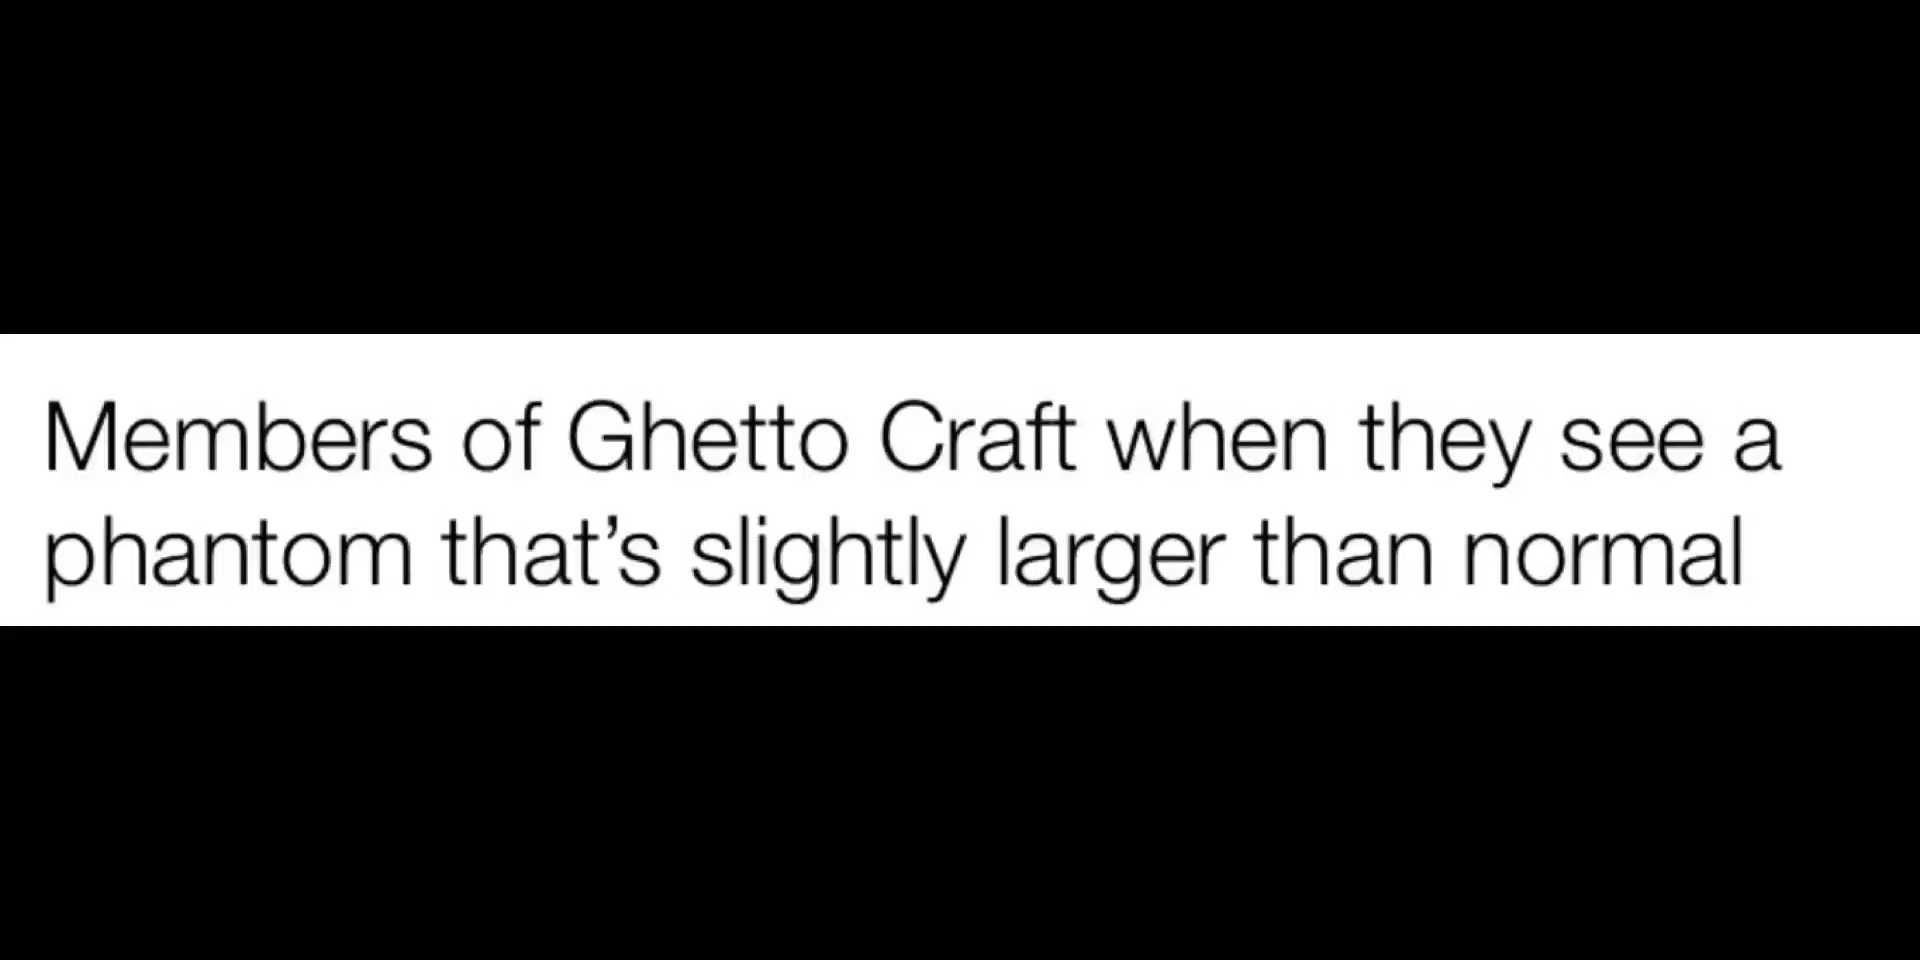 Members of Ghetto Craft when they see a
phantom that’s slightly larger than normal